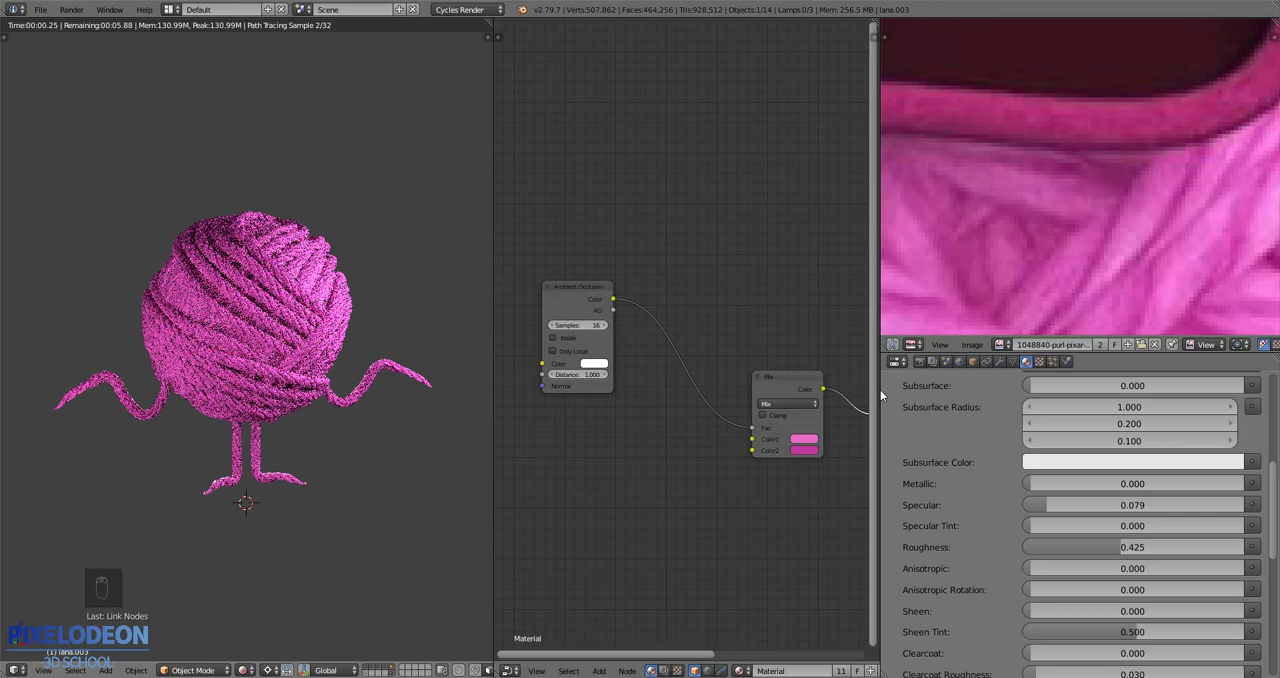 File Render Window Help Default Scene Cycles Render v2.79.7 | Verts:507,862 | Faces:464,256 | Tris:928,512 | Objects:1/14 | Lamps:0/3 | Mem: 256.5 MB | lana.003
Time:00:00.25 | Remaining:00:05.88 | Mem:130.99M, Peak:130.99M | Path Tracing Sample 2/32
Ambient Occlusion
Color
AO
Samples: 16
Inside
Only Local
Color:
Distance: 1.000
Normal
Mix
Color
Mix
Clamp
Fac
Color1
Color2
Material
View Image 1048840-purl-pixar-.. 2 F View
Subsurface: 0.000
Subsurface Radius: 1.000
0.200
0.100
Subsurface Color:
Metallic: 0.000
Specular: 0.079
Specular Tint: 0.000
Roughness: 0.425
Anisotropic: 0.000
Anisotropic Rotation: 0.000
Sheen: 0.000
Sheen Tint: 0.500
Clearcoat: 0.000
Clearcoat Roughness: 0.030
Last: Link Nodes
PIXELODEON
3D SCHOOL
(1) lana.003
View Select Add Object Object Mode Global
View Select Add Node Material 11 F